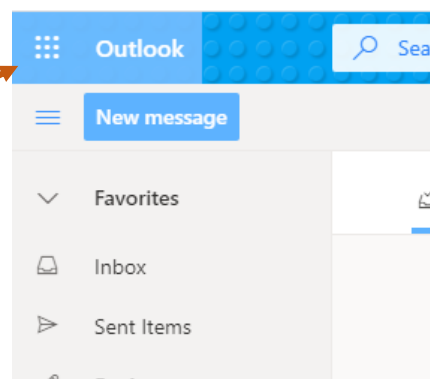 Outlook
Sea
New message
Favorites
Inbox
Sent Items